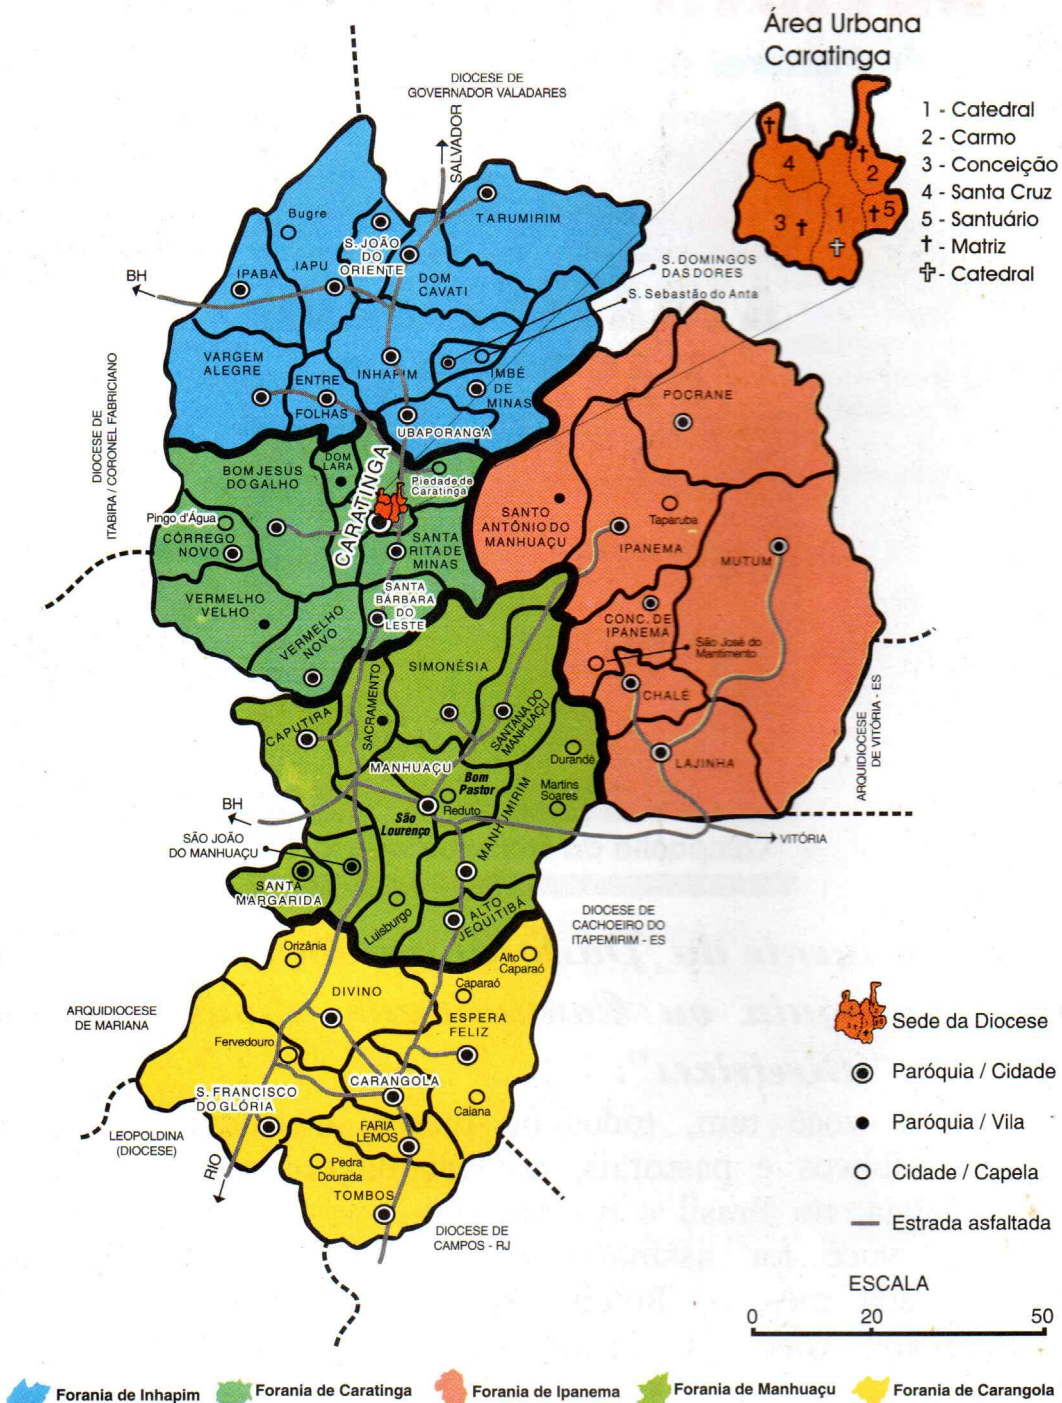 Área Urbana
Caratinga
1 - Catedral
2 - Carmo
3 - Conceição
4 - Santa Cruz
5 - Santuário
✝ - Matriz
✞ - Catedral
4
2
3
1
5
DIOCESE DE
GOVERNADOR VALADARES
SALVADOR
TARUMIRIM
Bugre
S. JOÃO
DO
ORIENTE
IPABA
IAPU
DOM
CAVATI
BH
S. DOMINGOS
DAS DORES
S. Sebastão do Anta
VARGEM
ALEGRE
ENTRE
FOLHAS
INHAPIM
IMBÉ
DE
MINAS
UBAPORANGA
DIOCESE DE
ITABIRA / CORONEL FABRICIANO
POCRANE
BOM JESUS
DO GALHO
DOM
LARA
CARATINGA
Piedade de
Caratinga
Pingo d'Água
CÓRREGO
NOVO
SANTA
RITA DE
MINAS
SANTO
ANTÔNIO DO
MANHUAÇU
Taparuba
IPANEMA
MUTUM
VERMELHO
VELHO
SANTA
BÁRBARA
DO
LESTE
VERMELHO
NOVO
CONC. DE
IPANEMA
São José do
Mantimento
CHALÉ
LAJINHA
SIMONÉSIA
SACRAMENTO
CAPUTIRA
SANTANA DO
MANHUAÇU
MANHUAÇU
Durandé
Bom
Pastor
Martins
Soares
Reduto
São
Lourenço
MANHUMIRIM
ARQUIDIOCESE
DE VITÓRIA - ES
BH
SÃO JOÃO
DO MANHUAÇU
VITÓRIA
SANTA
MARGARIDA
Luisburgo
ALTO
JEQUITIBÁ
DIOCESE DE
CACHOEIRO DO
ITAPEMIRIM - ES
Orizânia
Alto
Caparaó
Caparaó
DIVINO
ESPERA
FELIZ
ARQUIDIOCESE
DE MARIANA
Fervedouro
CARANGOLA
S. FRANCISCO
DO GLÓRIA
Caiana
FARIA
LEMOS
LEOPOLDINA
(DIOCESE)
RIO
Pedra
Dourada
TOMBOS
DIOCESE DE
CAMPOS - RJ
Sede da Diocese
Paróquia / Cidade
Paróquia / Vila
Cidade / Capela
Estrada asfaltada
ESCALA
0 20 50
Forania de Inhapim
Forania de Caratinga
Forania de Ipanema
Forania de Manhuaçu
Forania de Carangola